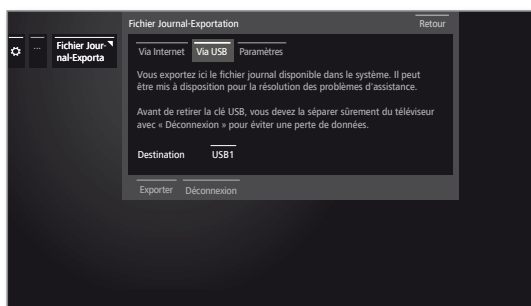 Fichier Journal-Exportation
Retour
...
Fichier Jour-
nal-Exporta
Via Internet
Via USB
Paramètres
Vous exportez ici le fichier journal disponible dans le système. Il peut
être mis à disposition pour la résolution des problèmes d'assistance.
Avant de retirer la clé USB, vous devez la séparer sûrement du téléviseur
avec « Déconnexion » pour éviter une perte de données.
Destination
USB1
Exporter
Déconnexion